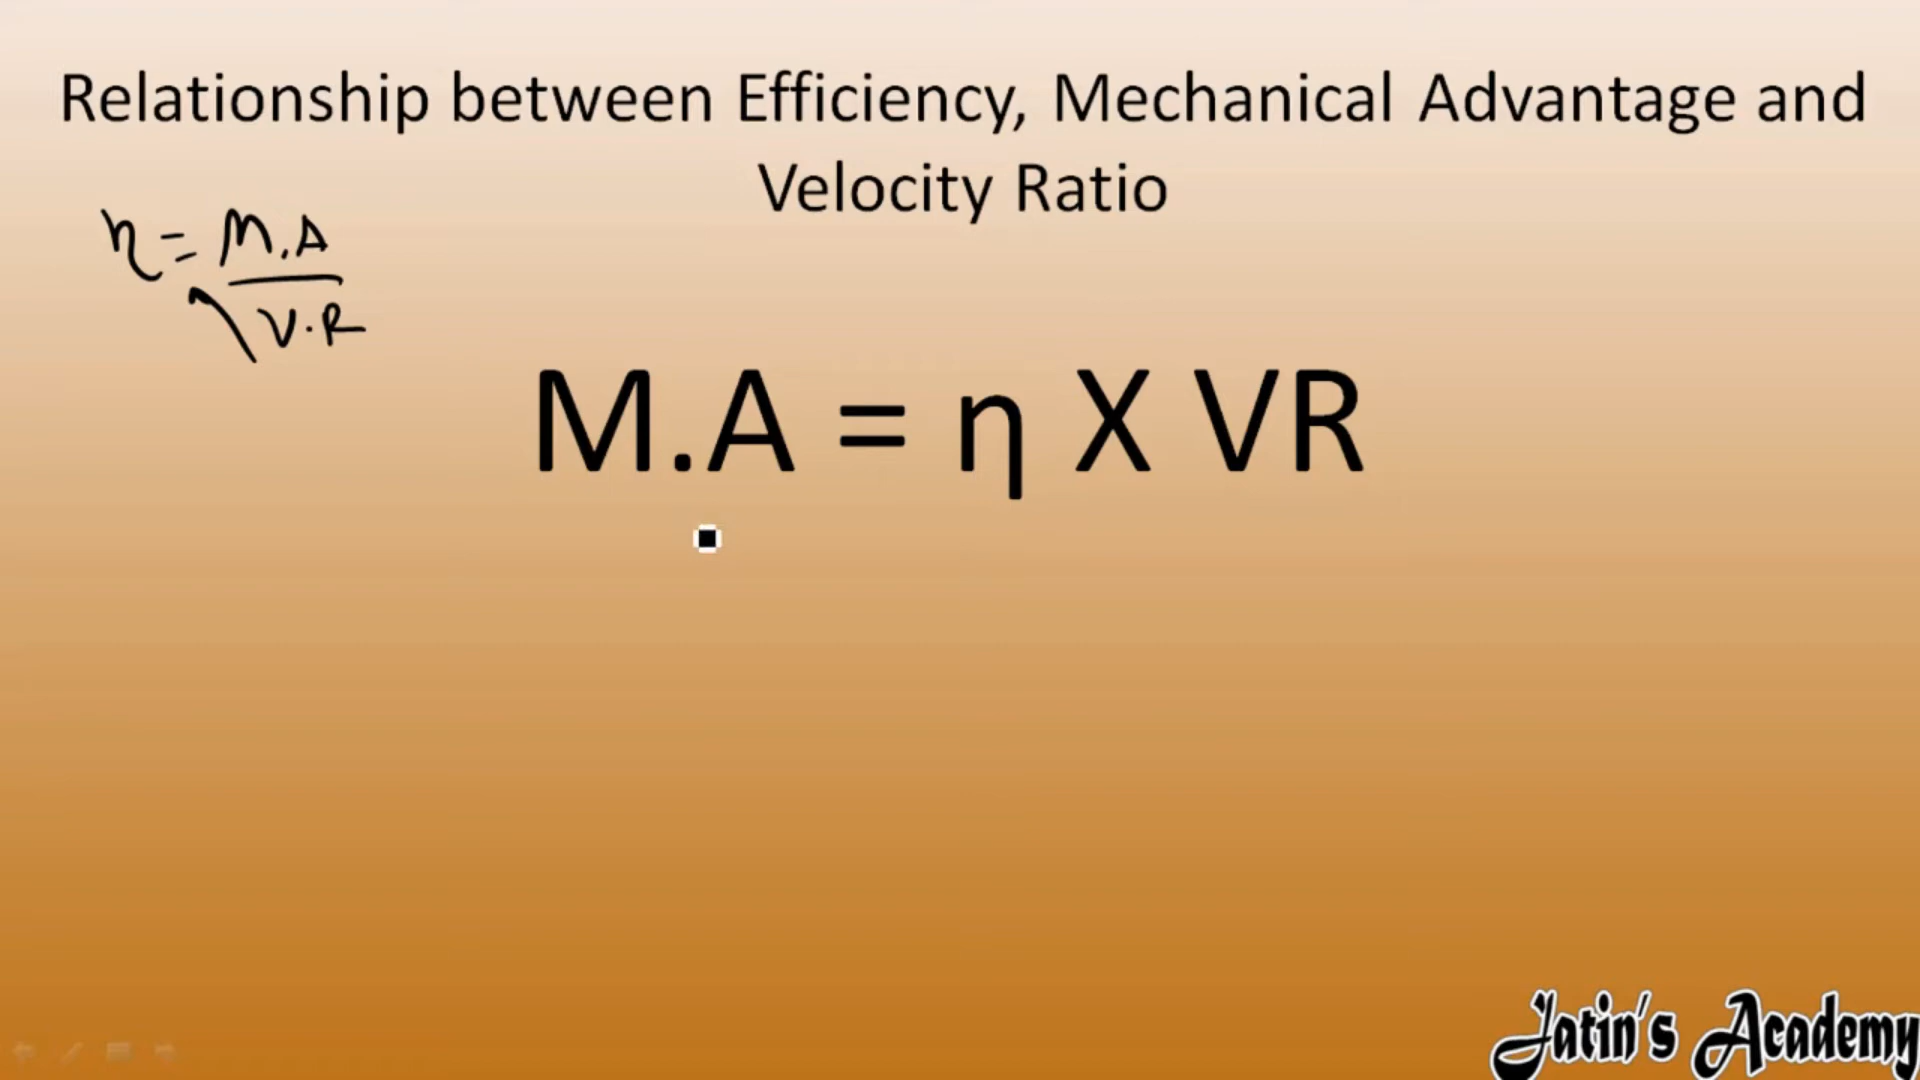 Relationship between Efficiency, Mechanical Advantage and
Velocity Ratio
η = M.A
V.R
M.A = η X VR
Jatin's Academy